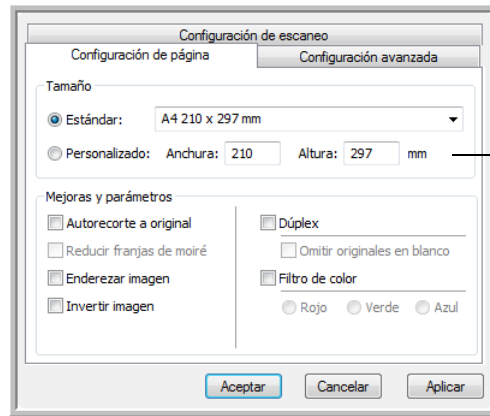 Configuración de escaneo
Configuración de página
Configuración avanzada
Tamaño
Estándar: A4 210 x 297 mm
Personalizado: Anchura: 210 Altura: 297 mm
Mejoras y parámetros
Autorecorte a original
Dúplex
Reducir franjas de moiré
Omitir originales en blanco
Enderezar imagen
Filtro de color
Invertir imagen
Rojo Verde Azul
Aceptar Cancelar Aplicar